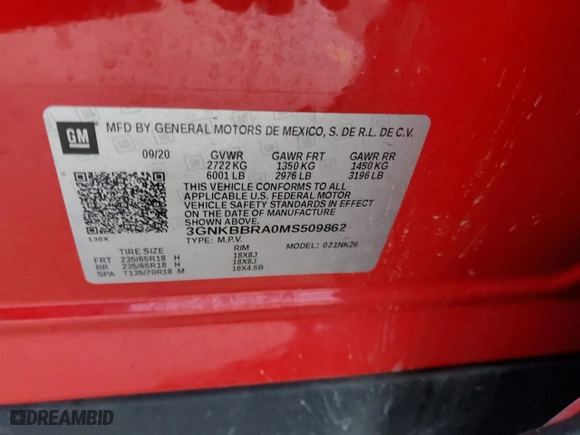 GM
MFD BY GENERAL MOTORS DE MEXICO, S. DE R.L. DE C.V.
09/20 GVWR GAWR FRT GAWR RR
2722 KG 1350 KG 1450 KG
6001 LB 2976 LB 3196 LB
THIS VEHICLE CONFORMS TO ALL
APPLICABLE U.S. FEDERAL MOTOR
VEHICLE SAFETY STANDARDS IN EFFECT
ON THE DATE OF MANUFACTURE
SHOWN ABOVE.
3GNKBBRA0MS509862
130X TYPE: M.P.V. MODEL: 021NK26
TIRE SIZE RIM
FRT 235/65R18 H 18X8J
RR 235/65R18 H 18X8J
SPA T135/70R18 M 18X4.5B
@DREAMBID